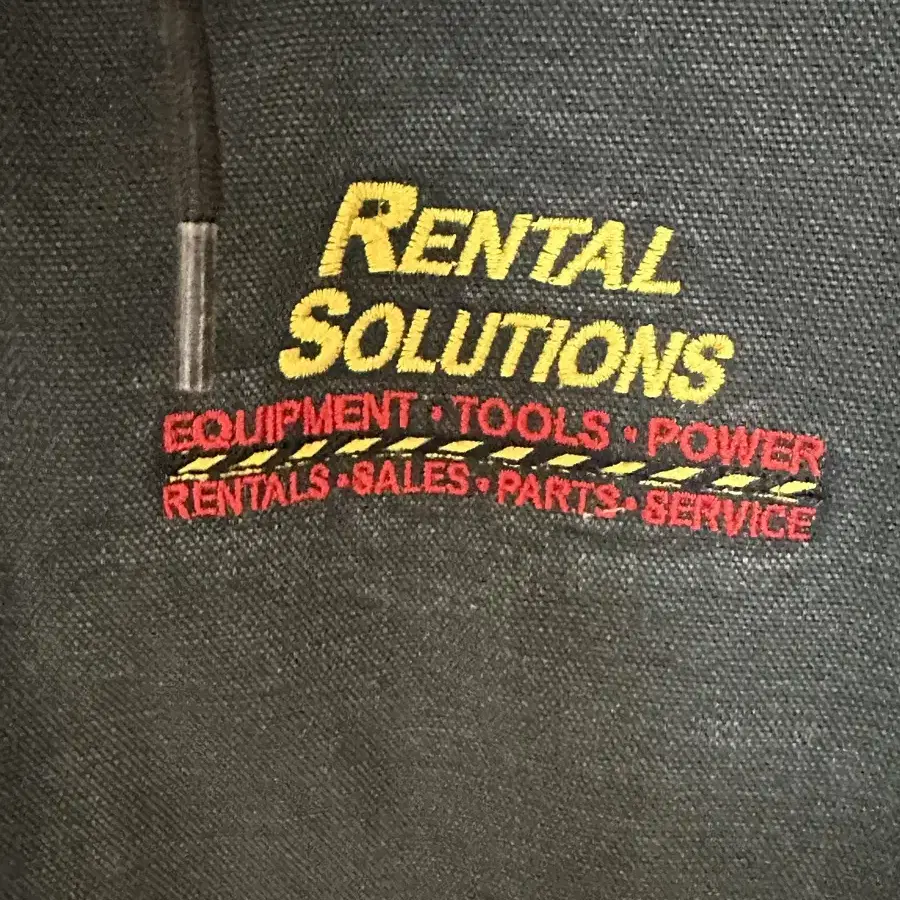 RENTAL
SOLUTIONS
EQUIPMENT • TOOLS • POWER
RENTALS • SALES • PARTS • SERVICE